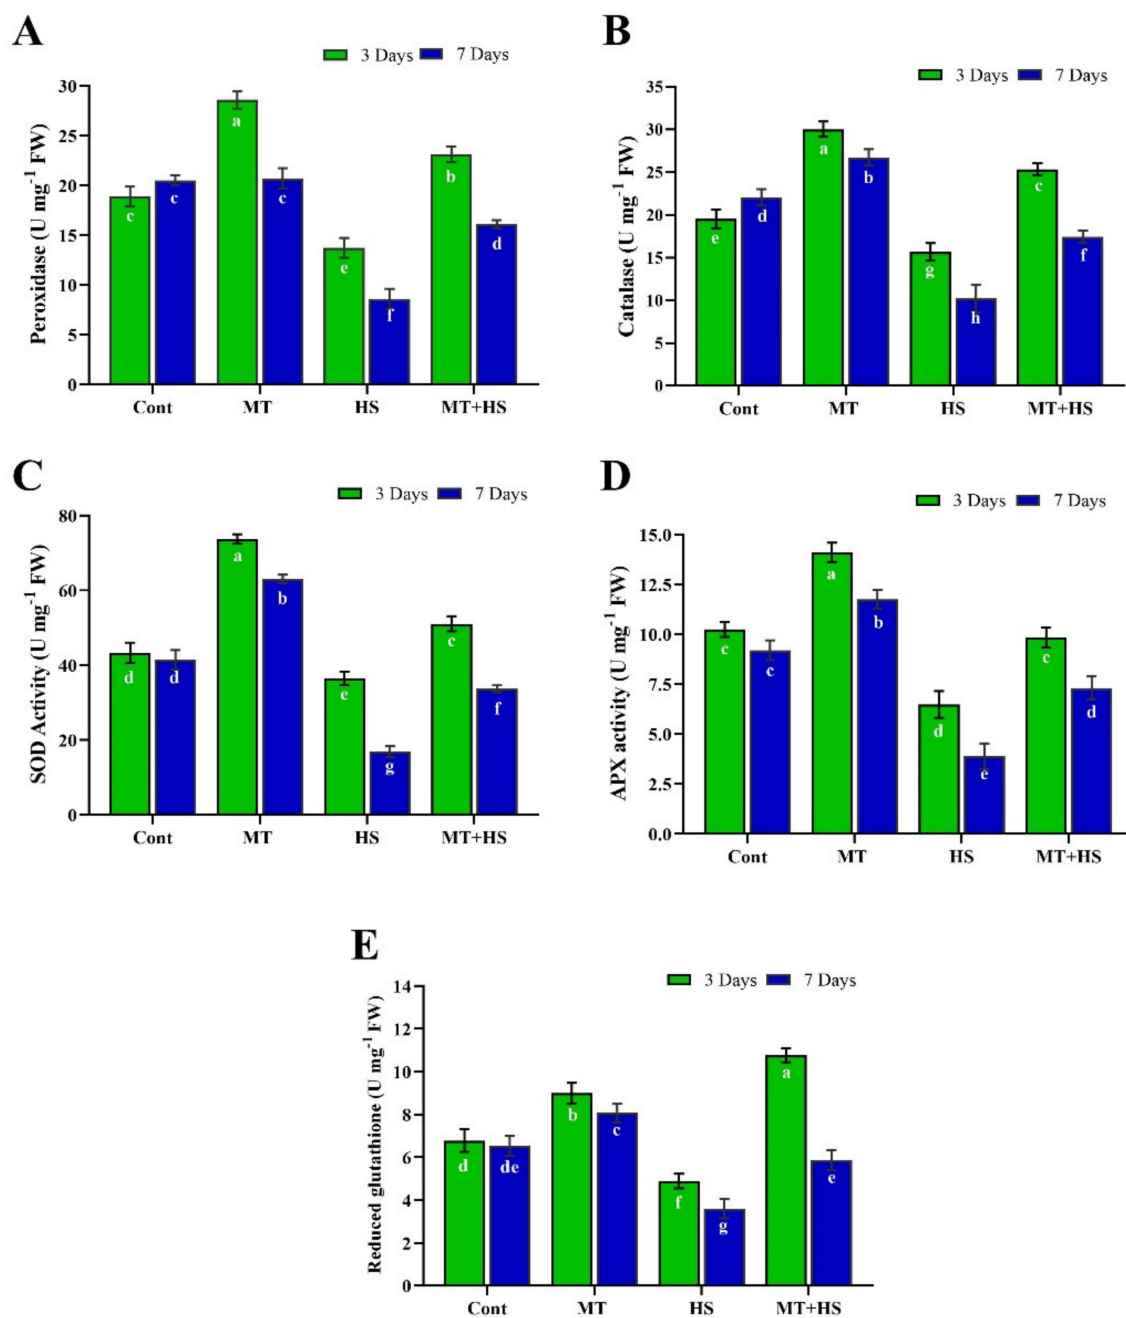 A
3 Days 7 Days
Peroxidase (U mg-1 FW)
30
25
20
15
10
5
0
a
b
c
c
c
d
e
f
Cont MT HS MT+HS
B
3 Days 7 Days
Catalase (U mg-1 FW)
35
30
25
20
15
10
5
0
a
b
c
d
e
f
g
h
Cont MT HS MT+HS
C
3 Days 7 Days
SOD Activity (U mg-1 FW)
80
60
40
20
0
a
b
c
d d
e
f
g
Cont MT HS MT+HS
D
3 Days 7 Days
APX activity (U mg-1 FW)
15.0
12.5
10.0
7.5
5.0
2.5
0.0
a
b
c
c
c
d
d
e
Cont MT HS MT+HS
E
3 Days 7 Days
Reduced glutathione (U mg-1 FW)
14
12
10
8
6
4
2
0
a
b
c
d de
e
f
g
Cont MT HS MT+HS